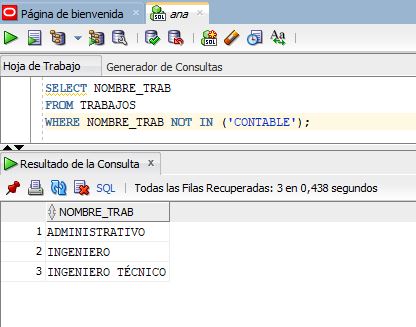 Página de bienvenida x ana x
SQL Aa
Hoja de Trabajo Generador de Consultas
SELECT NOMBRE_TRAB
FROM TRABAJOS
WHERE NOMBRE_TRAB NOT IN ('CONTABLE');
Resultado de la Consulta x
SQL | Todas las Filas Recuperadas: 3 en 0,438 segundos
NOMBRE_TRAB
1 ADMINISTRATIVO
2 INGENIERO
3 INGENIERO TÉCNICO